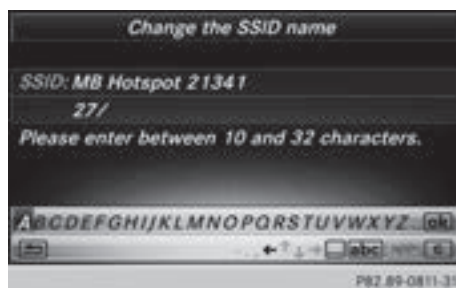 Change the SSID name
SSID: MB Hotspot 21341
27/
Please enter between 10 and 32 characters.
ABCDEFGHIJKLMNOPQRSTUVWXYZ ok
abc c
P82.89-0811-31